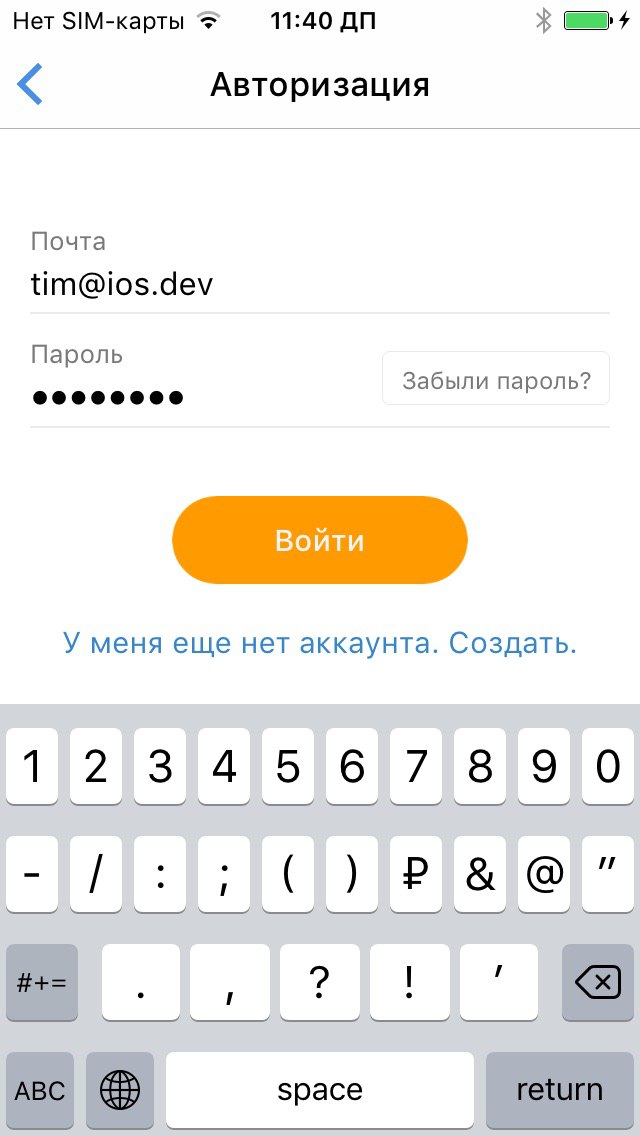 Нет SIM-карты 11:40 ДП
Авторизация
Почта
tim@ios.dev
Пароль
Забыли пароль?
Войти
У меня еще нет аккаунта. Создать.
1 2 3 4 5 6 7 8 9 0
- / : ; ( ) ₽ & @ "
#+= . , ? ! '
ABC space return